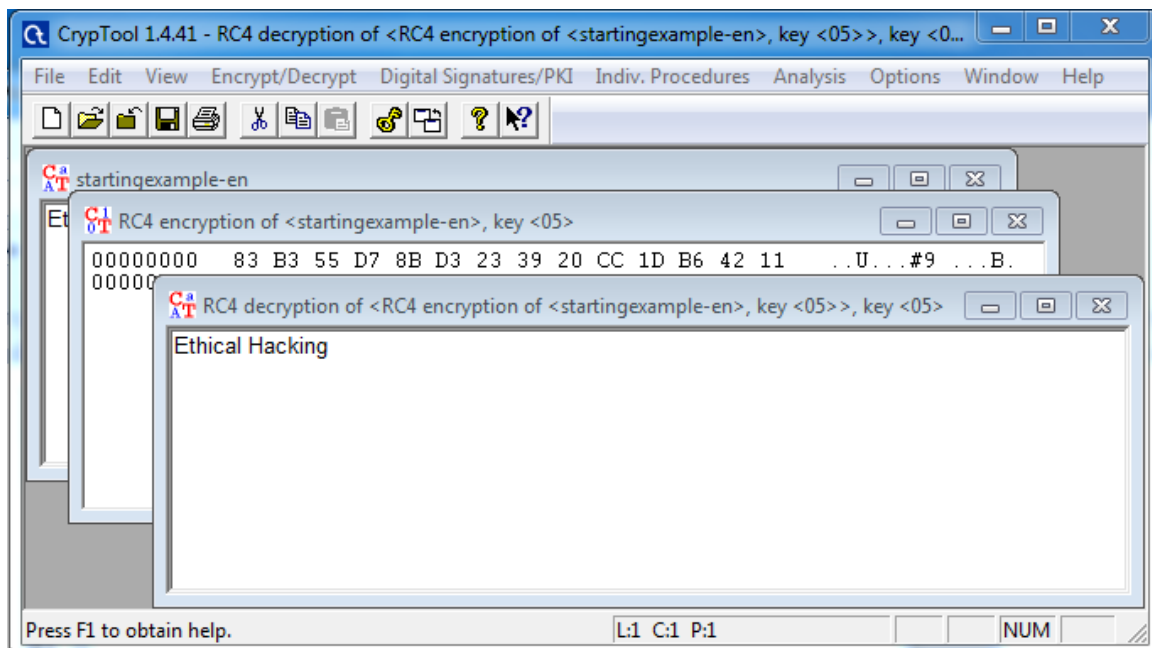 CrypTool 1.4.41 - RC4 decryption of <RC4 encryption of <startingexample-en>, key <05>>, key <0...
File Edit View Encrypt/Decrypt Digital Signatures/PKI Indiv. Procedures Analysis Options Window Help
startingexample-en
Et
RC4 encryption of <startingexample-en>, key <05>
00000000 83 B3 55 D7 8B D3 23 39 20 CC 1D B6 42 11 ..U...#9 ...B.
00000
RC4 decryption of <RC4 encryption of <startingexample-en>, key <05>>, key <05>
Ethical Hacking
Press F1 to obtain help. L:1 C:1 P:1 NUM